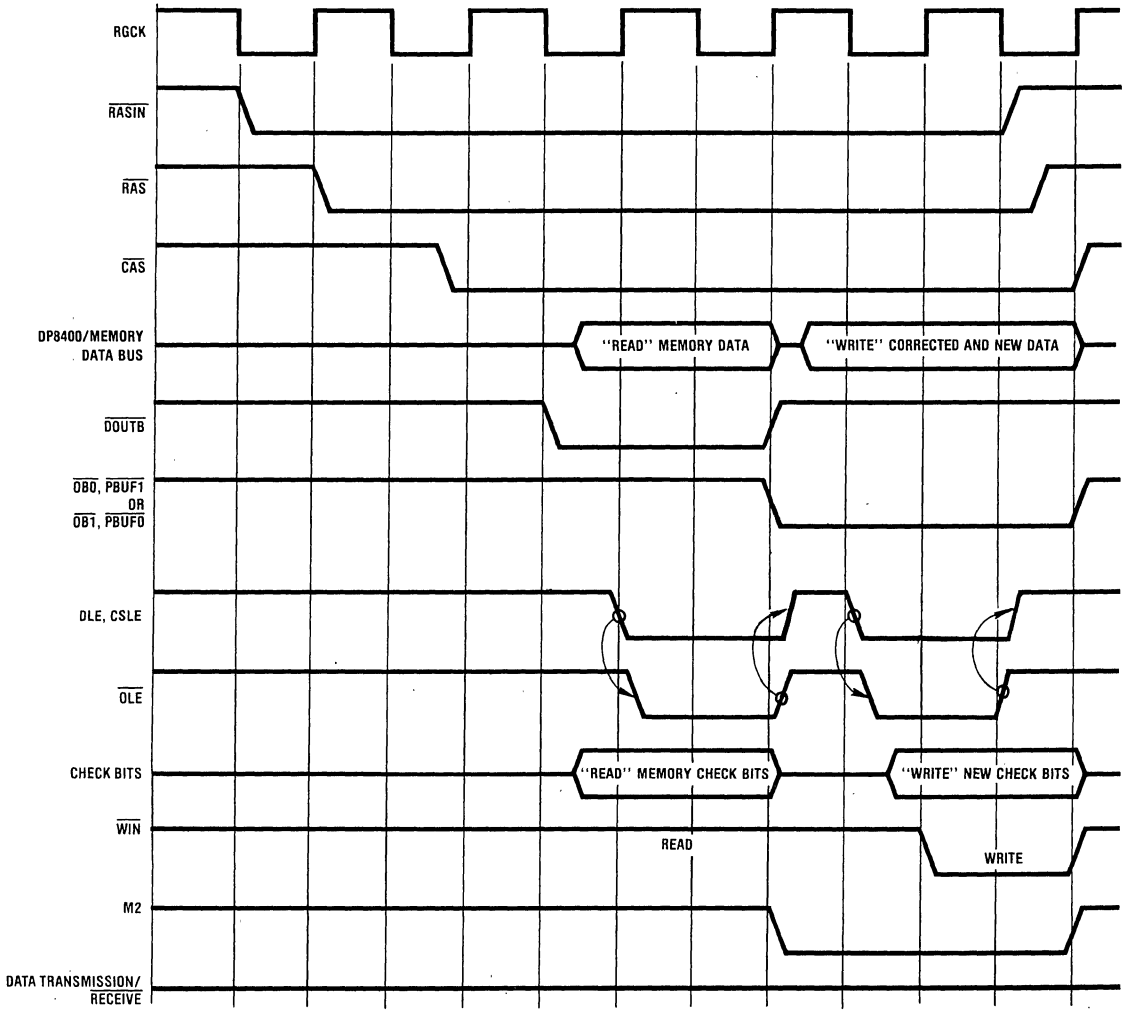 RGCK
RASIN
RAS
CAS
DP8400/MEMORY
DATA BUS
"READ" MEMORY DATA
"WRITE" CORRECTED AND NEW DATA
DOUTB
OB0, PBUF1
OR
OB1, PBUF0
DLE, CSLE
OLE
CHECK BITS
"READ" MEMORY CHECK BITS
"WRITE" NEW CHECK BITS
WIN
READ
WRITE
M2
DATA TRANSMISSION/
RECEIVE